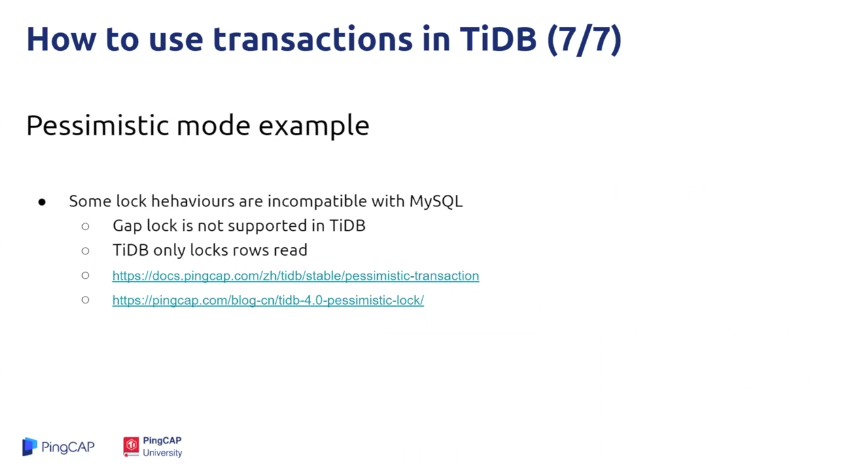 How to use transactions in TiDB (7/7)
Pessimistic mode example
● Some lock hehaviours are incompatible with MySQL
○ Gap lock is not supported in TiDB
○ TiDB only locks rows read
○ https://docs.pingcap.com/zh/tidb/stable/pessimistic-transaction
○ https://pingcap.com/blog-cn/tidb-4.0-pessimistic-lock/
PingCAP
PingCAP
University